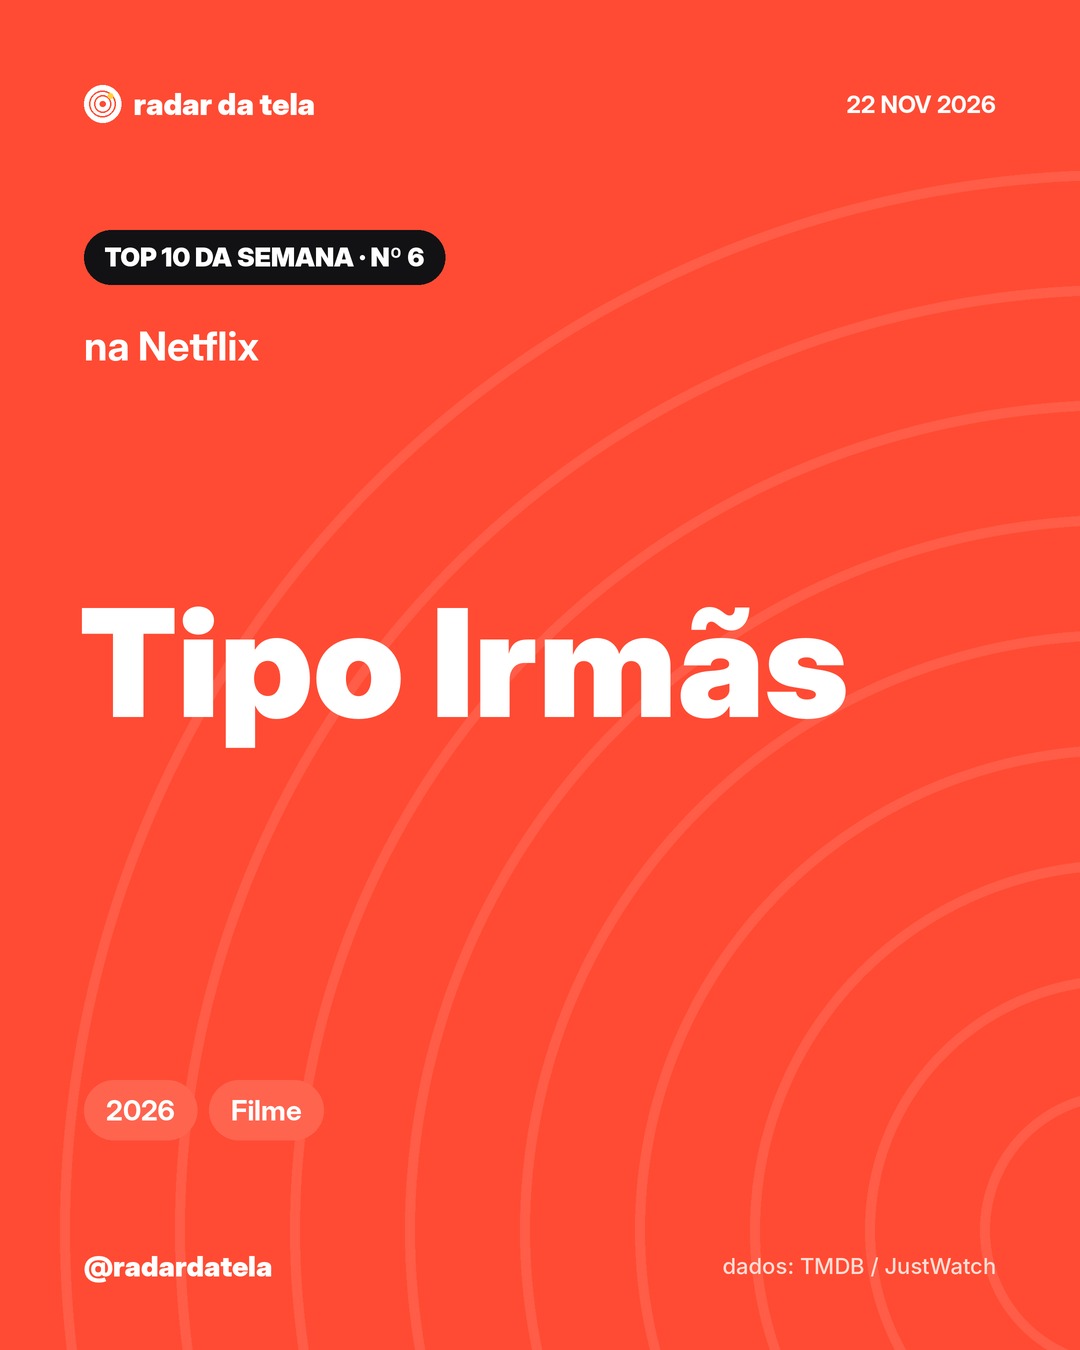 radar da tela
22 NOV 2026
TOP 10 DA SEMANA · Nº 6
na Netflix
Tipo Irmãs
2026
Filme
@radardatela
dados: TMDB / JustWatch